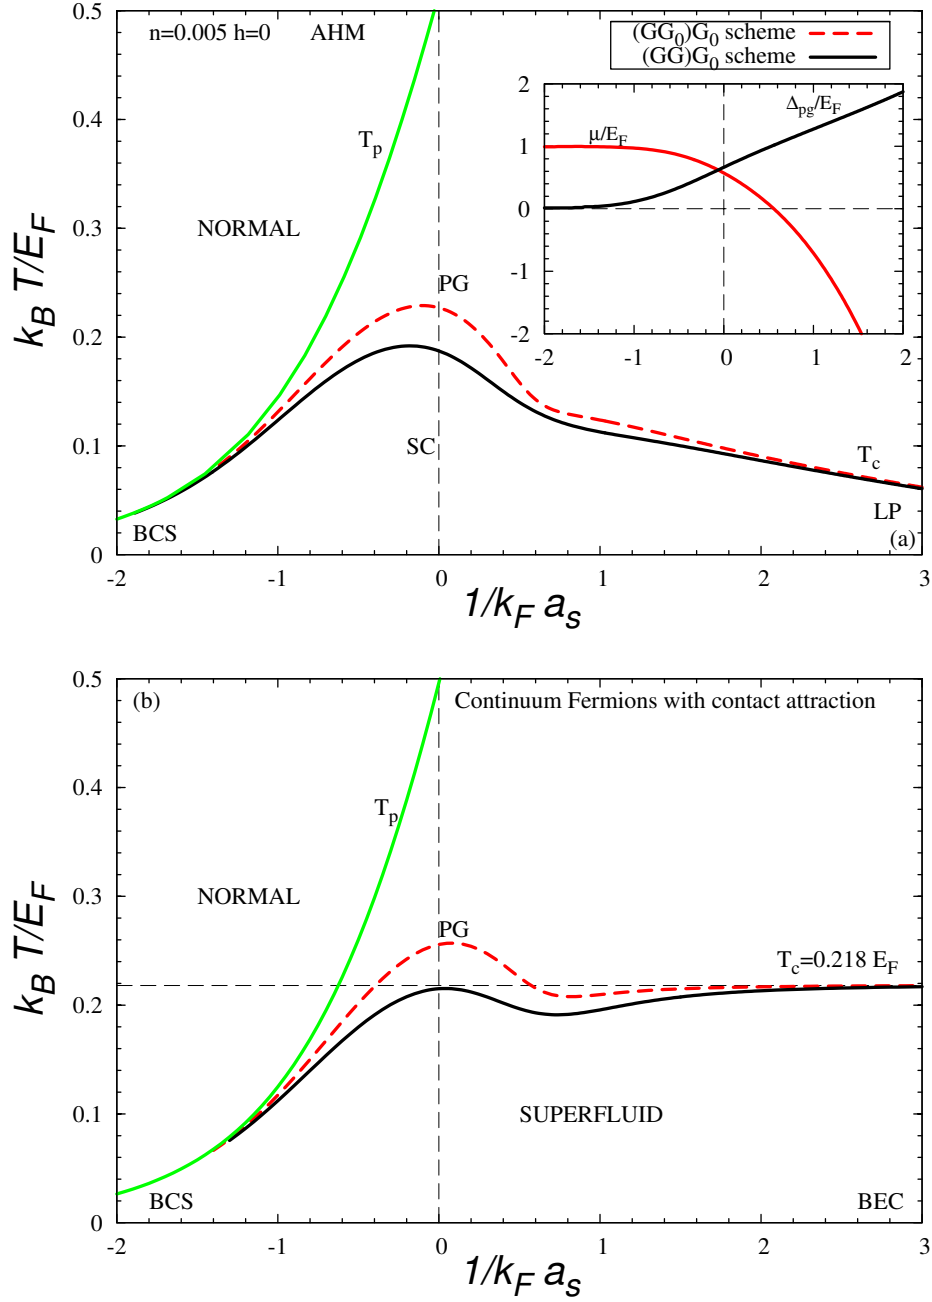 n=0.005 h=0 AHM
(GG0)G0 scheme
(GG)G0 scheme
0.5
0.4
0.3
0.2
0.1
0
kB T/EF
Tp
NORMAL
PG
SC
BCS
Tc
LP
(a)
-2 -1 0 1 2 3
1/kF as
2
1
0
-1
-2
μ/EF
Δpg/EF
-2 -1 0 1 2
(b)
Continuum Fermions with contact attraction
0.5
0.4
0.3
0.2
0.1
0
kB T/EF
Tp
NORMAL
PG
Tc=0.218 EF
SUPERFLUID
BCS
BEC
-2 -1 0 1 2 3
1/kF as